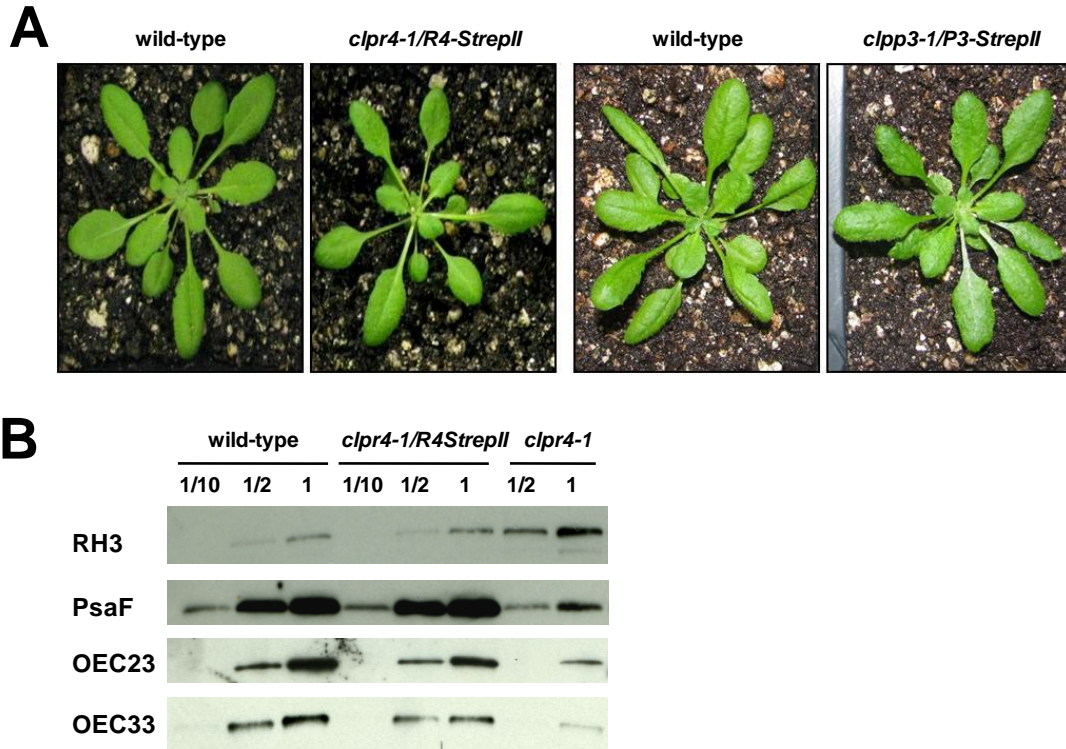 A
wild-type clpr4-1/R4-StrepII wild-type clpp3-1/P3-StrepII
B
wild-type clpr4-1/R4StrepII clpr4-1
1/10 1/2 1 1/10 1/2 1 1/2 1
RH3
PsaF
OEC23
OEC33